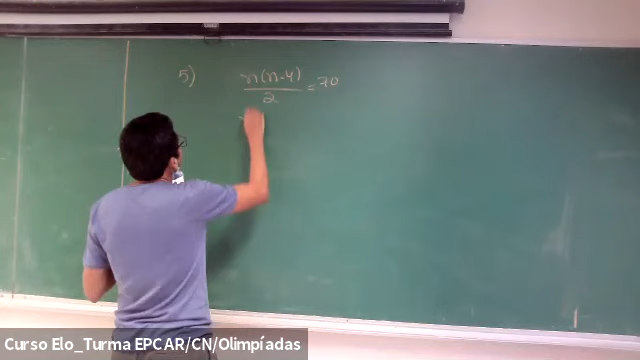 5) n(n-4)/2 = 70
Curso Elo_Turma EPCAR/CN/Olimpíadas